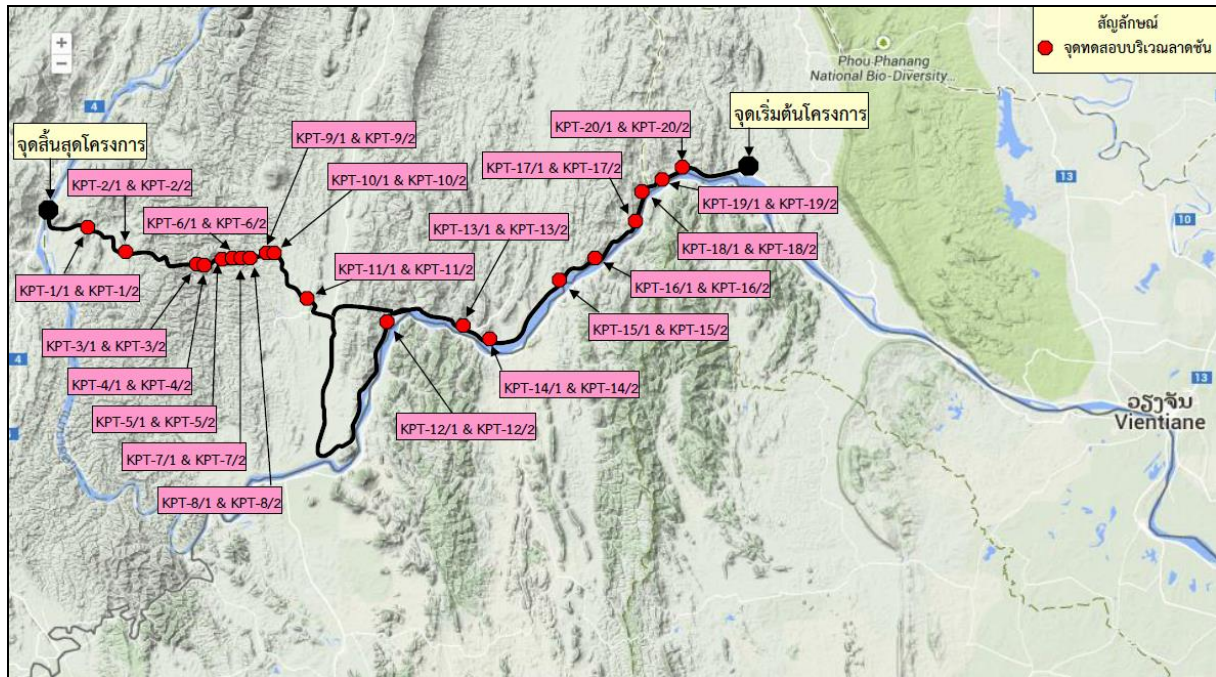 สัญลักษณ์
จุดทดสอบบริเวณลาดชัน
+
−
4
Phou Phanang
National Bio-Diversity...
KPT-9/1 & KPT-9/2
KPT-20/1 & KPT-20/2
จุดเริ่มต้นโครงการ
จุดสิ้นสุดโครงการ
KPT-17/1 & KPT-17/2
KPT-10/1 & KPT-10/2
KPT-2/1 & KPT-2/2
13
KPT-19/1 & KPT-19/2
KPT-6/1 & KPT-6/2
10
KPT-13/1 & KPT-13/2
KPT-18/1 & KPT-18/2
KPT-11/1 & KPT-11/2
KPT-1/1 & KPT-1/2
KPT-16/1 & KPT-16/2
KPT-15/1 & KPT-15/2
KPT-3/1 & KPT-3/2
4
13
KPT-4/1 & KPT-4/2
KPT-14/1 & KPT-14/2
ວຽງຈັນ
Vientiane
KPT-5/1 & KPT-5/2
KPT-12/1 & KPT-12/2
KPT-7/1 & KPT-7/2
KPT-8/1 & KPT-8/2